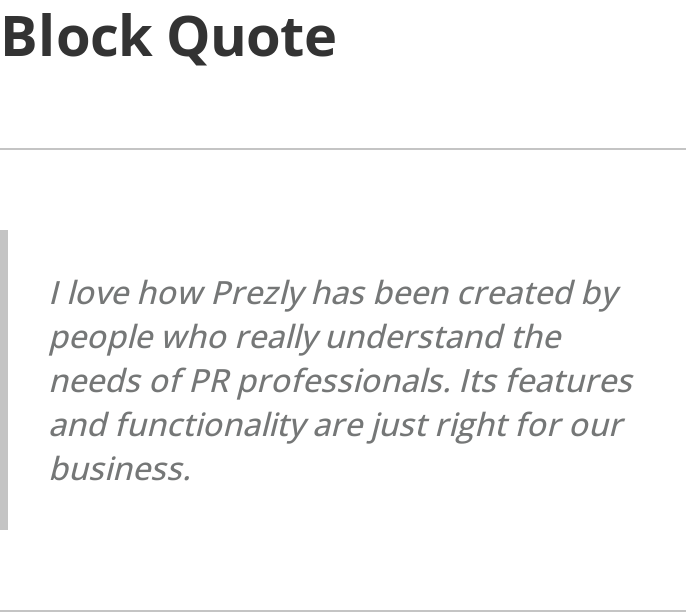 Block Quote
I love how Prezly has been created by
people who really understand the
needs of PR professionals. Its features
and functionality are just right for our
business.